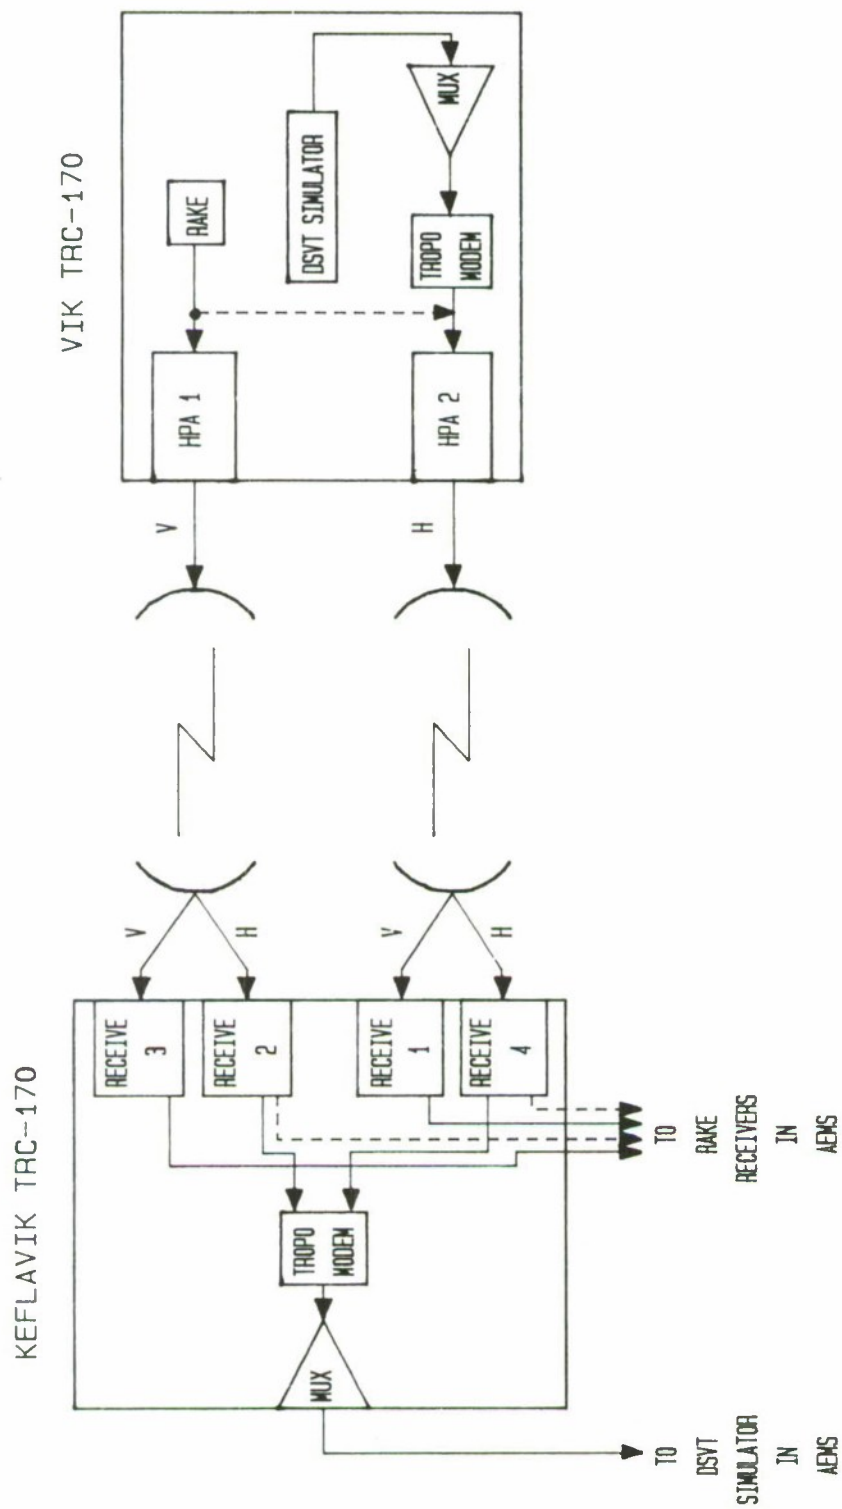 KEFLAVIK TRC-170
VIK TRC-170
RECEIVE
3
RECEIVE
2
RECEIVE
1
RECEIVE
4
TROPO
MODEM
MUX
V
H
V
H
V
H
HPA 1
HPA 2
RAKE
DSVT SIMULATOR
TROPO
MODEM
MUX
TO
DSVT
SIMULATOR
IN
AEMS
TO
RAKE
RECEIVERS
IN
AEMS